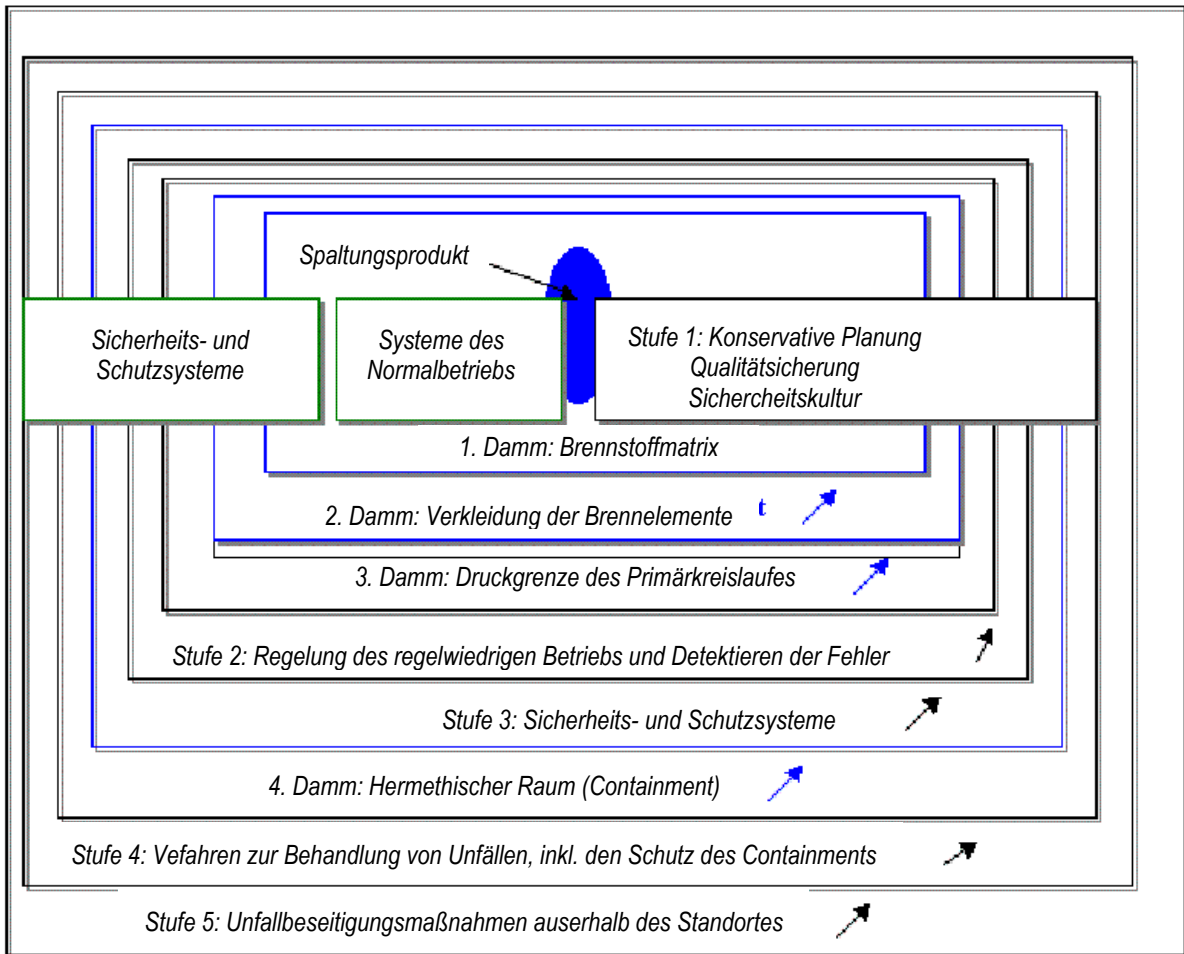 Spaltungsprodukt
Sicherheits- und
Schutzsysteme
Systeme des
Normalbetriebs
Stufe 1: Konservative Planung
Qualitätsicherung
Sichercheitskultur
1. Damm: Brennstoffmatrix
2. Damm: Verkleidung der Brennelemente t
3. Damm: Druckgrenze des Primärkreislaufes
Stufe 2: Regelung des regelwiedrigen Betriebs und Detektieren der Fehler
Stufe 3: Sicherheits- und Schutzsysteme
4. Damm: Hermethischer Raum (Containment)
Stufe 4: Vefahren zur Behandlung von Unfällen, inkl. den Schutz des Containments
Stufe 5: Unfallbeseitigungsmaßnahmen auserhalb des Standortes